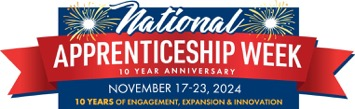 National
APPRENTICESHIP WEEK
10 YEAR ANNIVERSARY
NOVEMBER 17-23, 2024
10 YEARS OF ENGAGEMENT, EXPANSION & INNOVATION